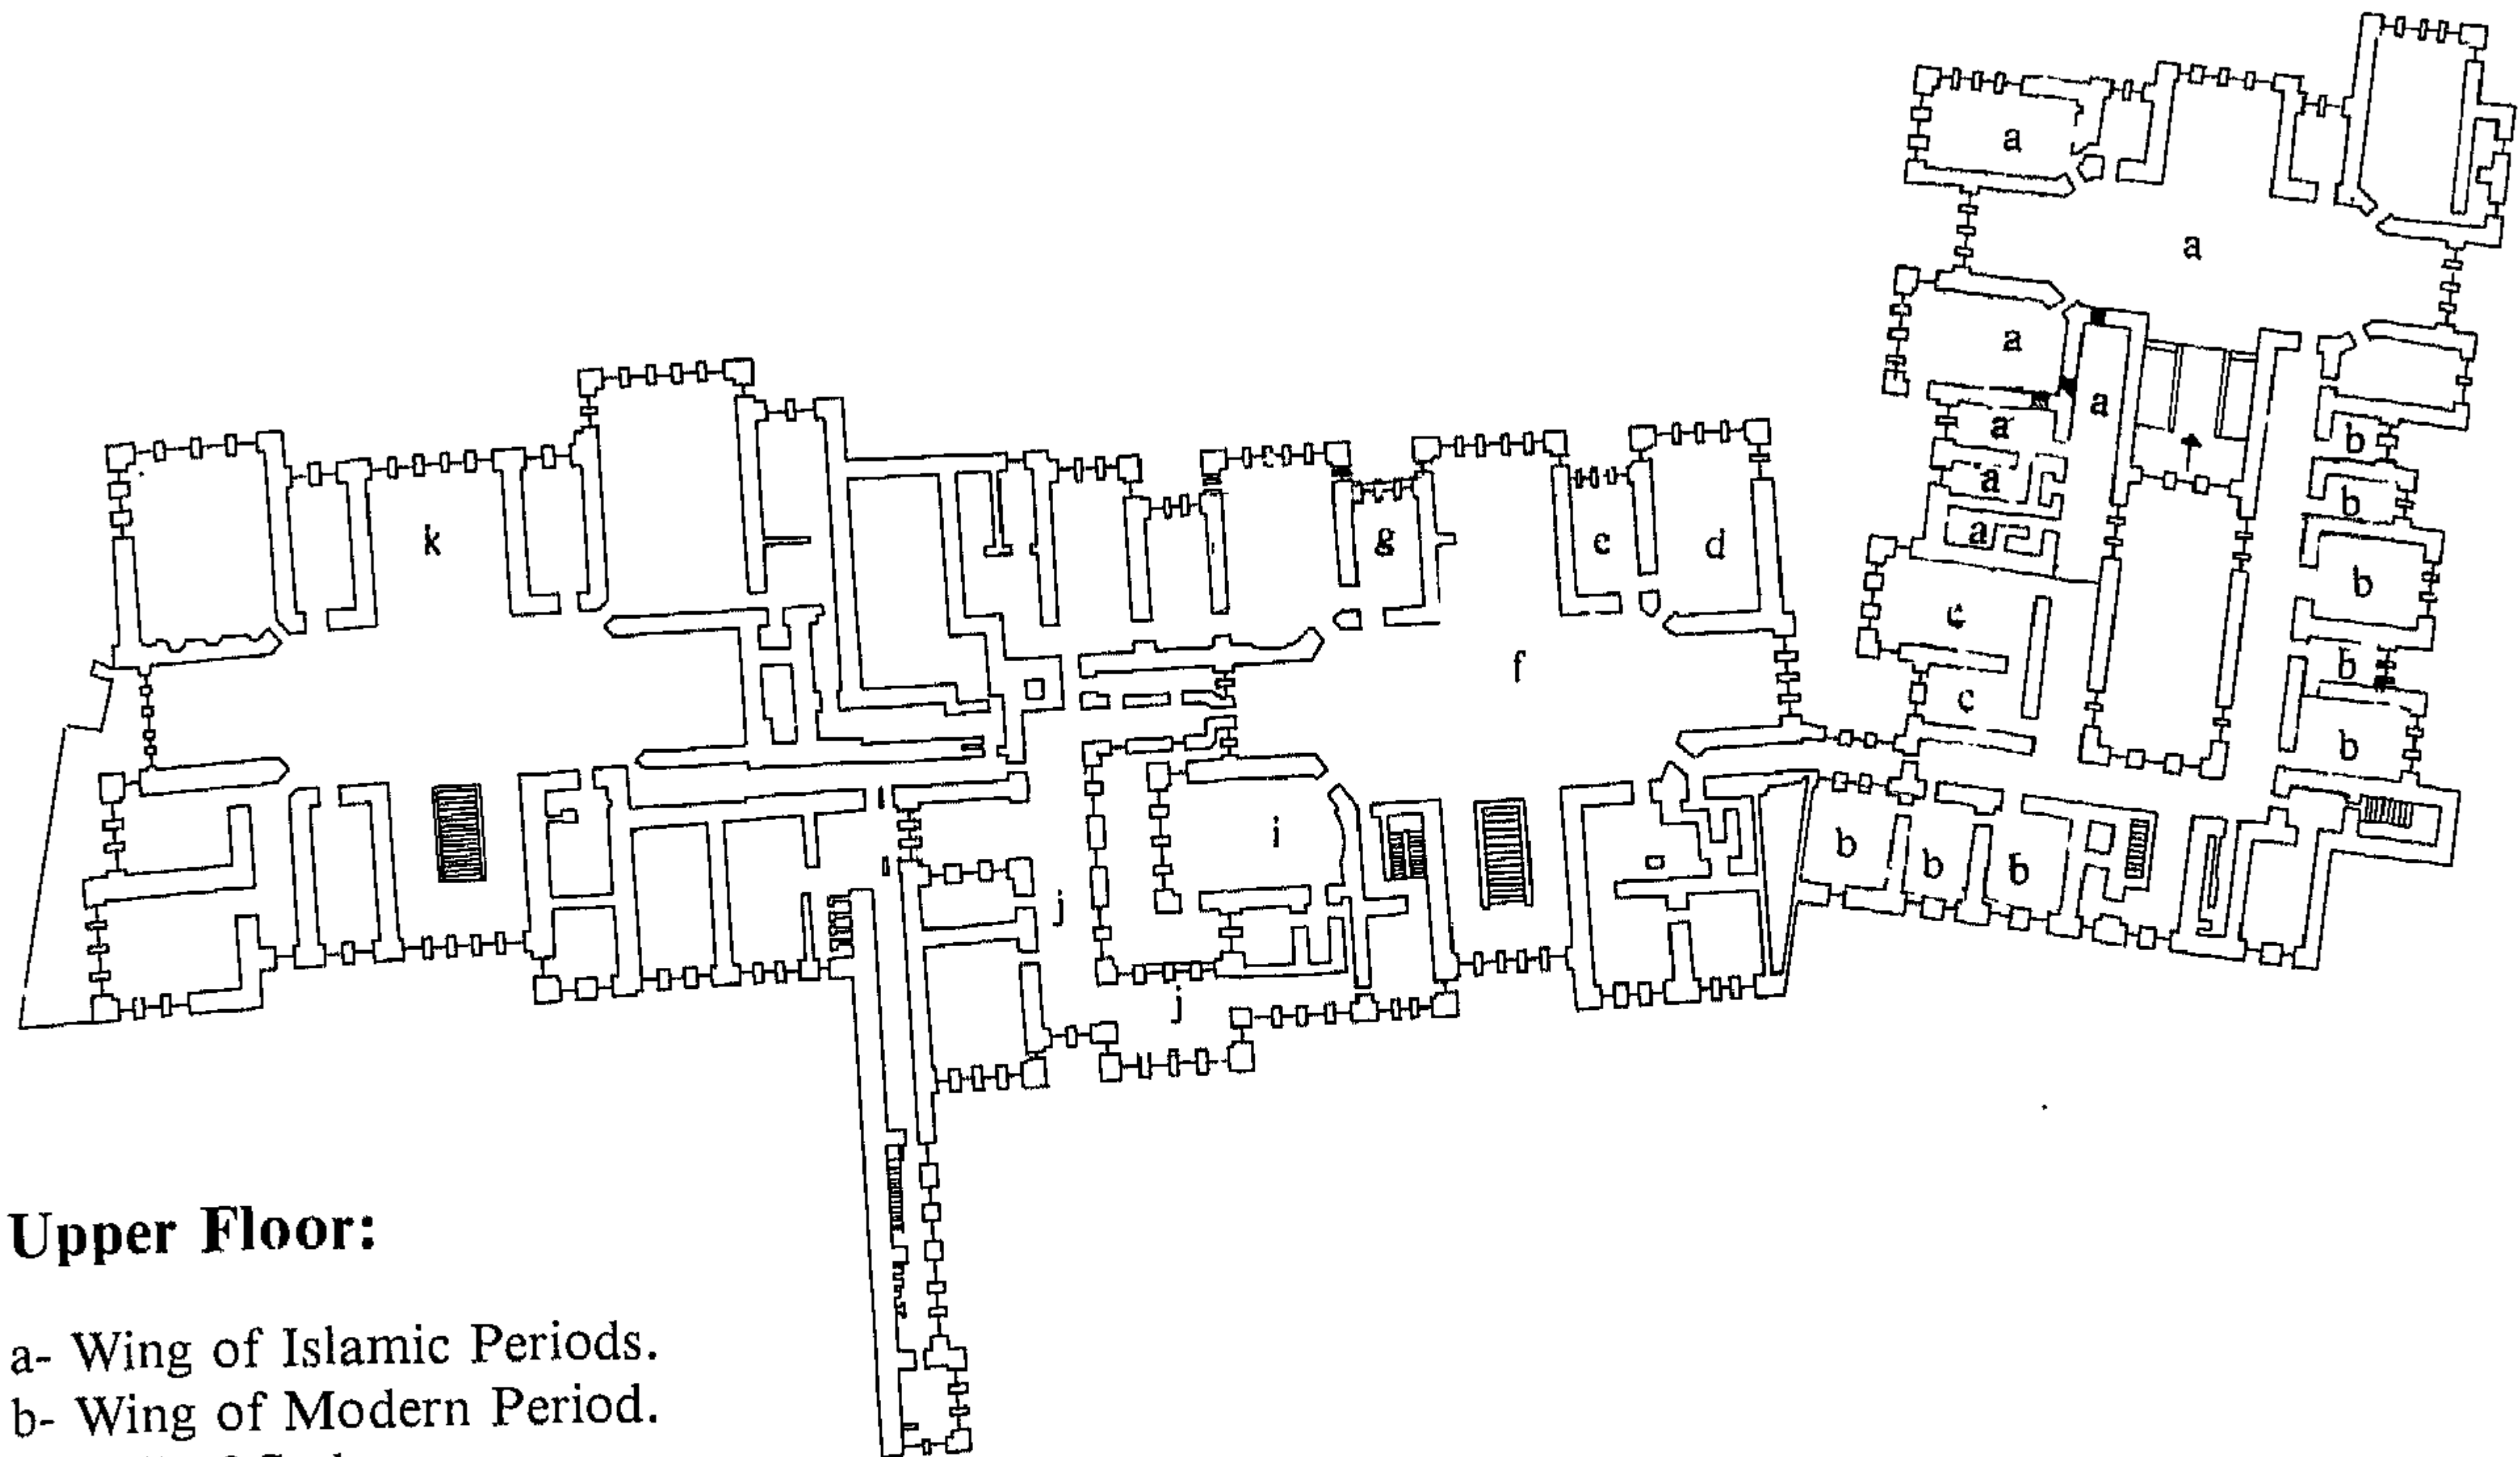 a
a
a
a
a b
a b
k g e d a b
c
f b
c b
i b b b
j
j
Upper Floor:
a- Wing of Islamic Periods.
b- Wing of Modern Period.